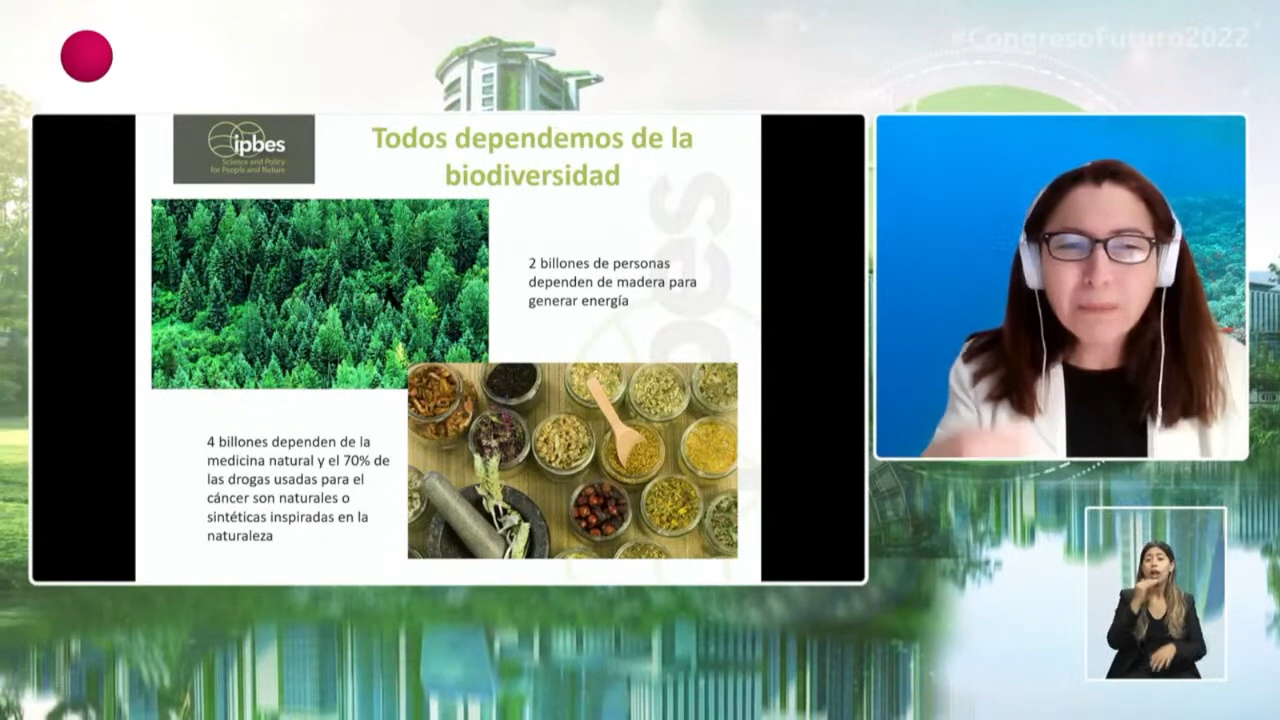 #CongresoFuturo2022
ipbes
Science and Policy
for People and Nature
Todos dependemos de la
biodiversidad
2 billones de personas
dependen de madera para
generar energía
4 billones dependen de la
medicina natural y el 70% de
las drogas usadas para el
cáncer son naturales o
sintéticas inspiradas en la
naturaleza